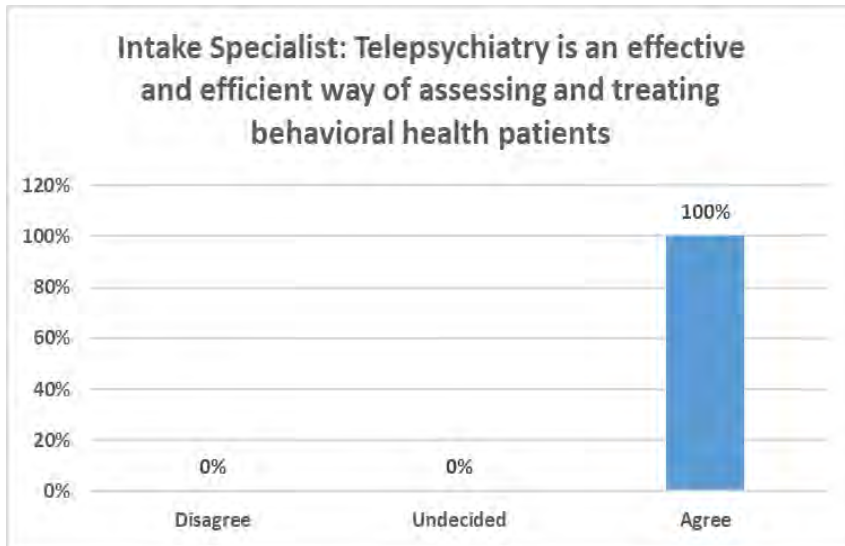 Intake Specialist: Telepsychiatry is an effective
and efficient way of assessing and treating
behavioral health patients
120%
100%
80%
60%
40%
20%
0%
0%
0%
100%
Disagree
Undecided
Agree